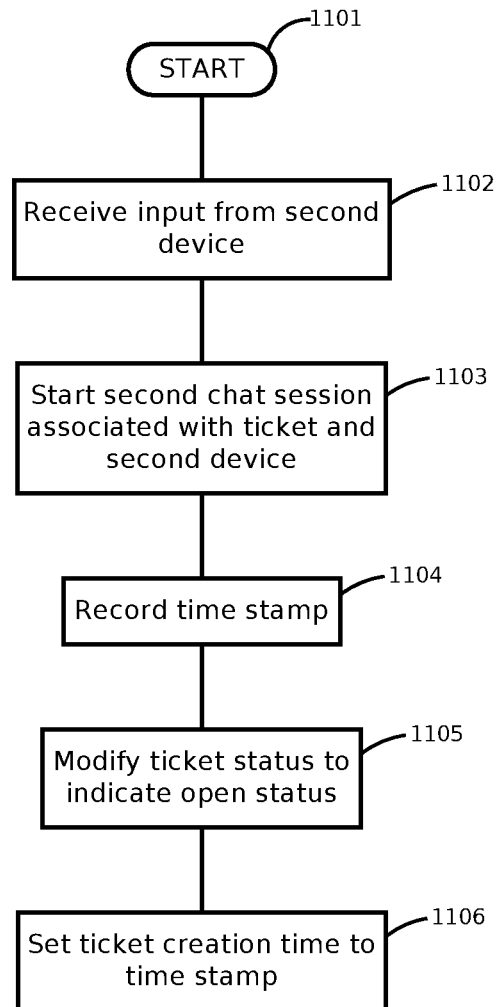 1101
START
1102
Receive input from second
device
1103
Start second chat session
associated with ticket and
second device
1104
Record time stamp
1105
Modify ticket status to
indicate open status
1106
Set ticket creation time to
time stamp